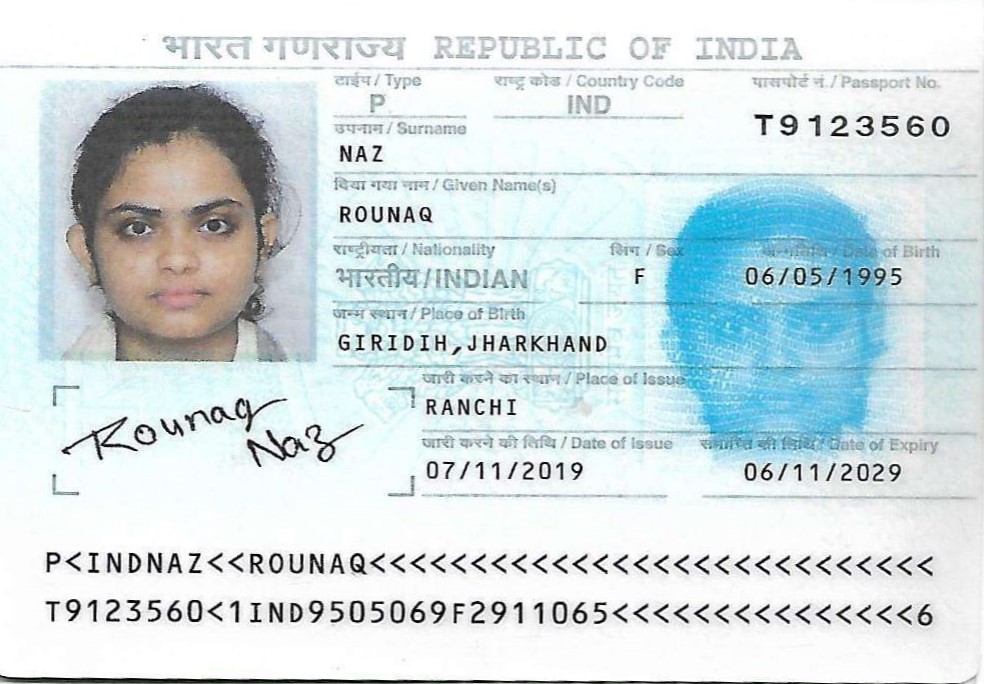 भारत गणराज्य REPUBLIC OF INDIA
टाईप / Type
राष्ट्र कोड / Country Code
पासपोर्ट नं. / Passport No.
P
IND
T9123560
उपनाम / Surname
NAZ
दिया गया नाम / Given Name(s)
ROUNAQ
राष्ट्रीयता / Nationality
लिंग / Sex
जन्मतिथि / Date of Birth
भारतीय / INDIAN
F
06/05/1995
जन्म स्थान / Place of Birth
GIRIDIH,JHARKHAND
जारी करने का स्थान / Place of Issue
RANCHI
Rounaq
Naz
जारी करने की तिथि / Date of Issue
समाप्ति की तिथि / Date of Expiry
07/11/2019
06/11/2029
P<INDNAZ<<ROUNAQ<<<<<<<<<<<<<<<<<<<<<<<<<<<<
T9123560<1IND9505069F2911065<<<<<<<<<<<<<<<6